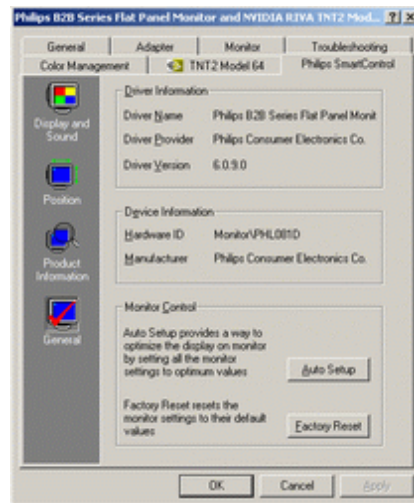 Philips B2B Series Flat Panel Monitor and NVIDIA RIVA TNT2 Mod...
General
Adapter
Monitor
Troubleshooting
Color Management
TNT2 Model 64
Philips SmartControl
Display and
Sound
Position
Product
Information
General
Driver Information
Driver Name Philips B2B Series Flat Panel Monit
Driver Provider Philips Consumer Electronics Co.
Driver Version 6.0.9.0
Device Information
Hardware ID Monitor\PHL081D
Manufacturer Philips Consumer Electronics Co.
Monitor Control
Auto Setup provides a way to
optimize the display on monitor
by setting all the monitor
settings to optimum values
Auto Setup
Factory Reset resets the
monitor settings to their default
values
Factory Reset
OK
Cancel
Apply